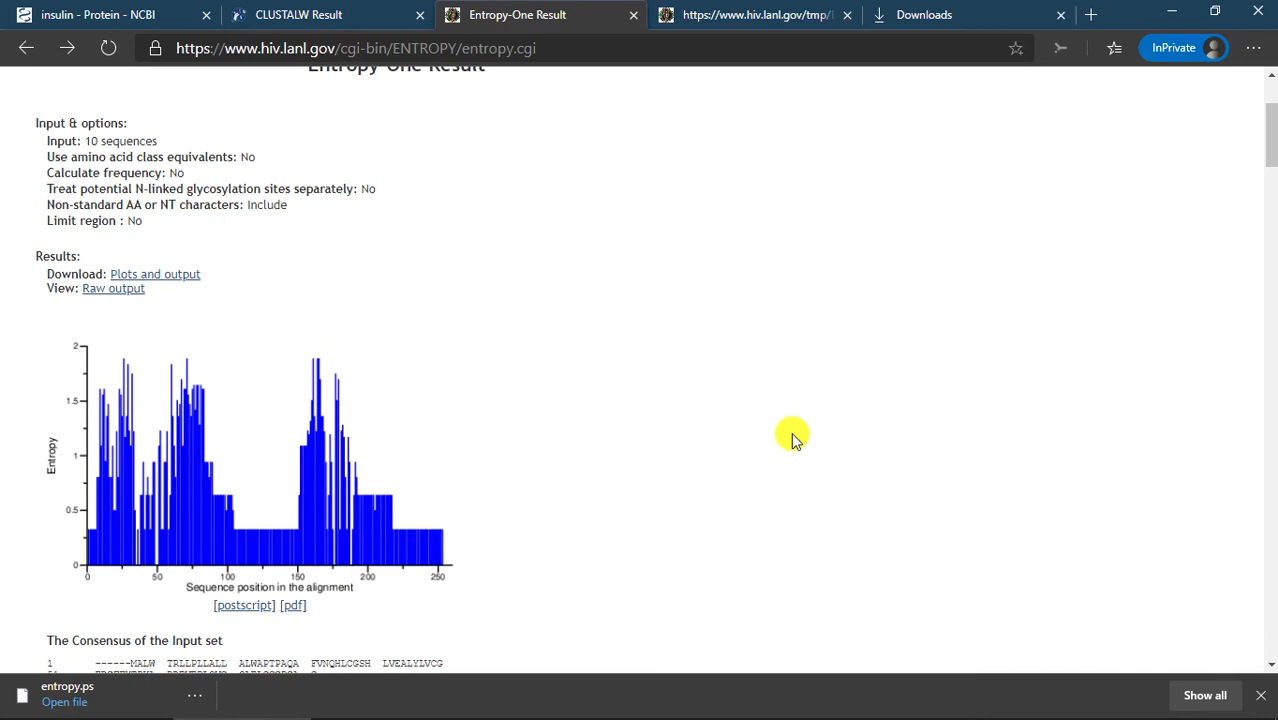 insulin - Protein - NCBI
CLUSTALW Result
Entropy-One Result
https://www.hiv.lanl.gov/tmp/
Downloads
https://www.hiv.lanl.gov/cgi-bin/ENTROPY/entropy.cgi
InPrivate
Entropy-One Result
Input & options:
Input: 10 sequences
Use amino acid class equivalents: No
Calculate frequency: No
Treat potential N-linked glycosylation sites separately: No
Non-standard AA or NT characters: Include
Limit region : No
Results:
Download: Plots and output
View: Raw output
2
1.5
1
0.5
0
Entropy
0 50 100 150 200 250
Sequence position in the alignment
[postscript] [pdf]
The Consensus of the Input set
1 ------MALW TRLLPLLALL ALWAPTPAQA FVNQHLCGSH LVEALYLVCG
entropy.ps
Open file
Show all